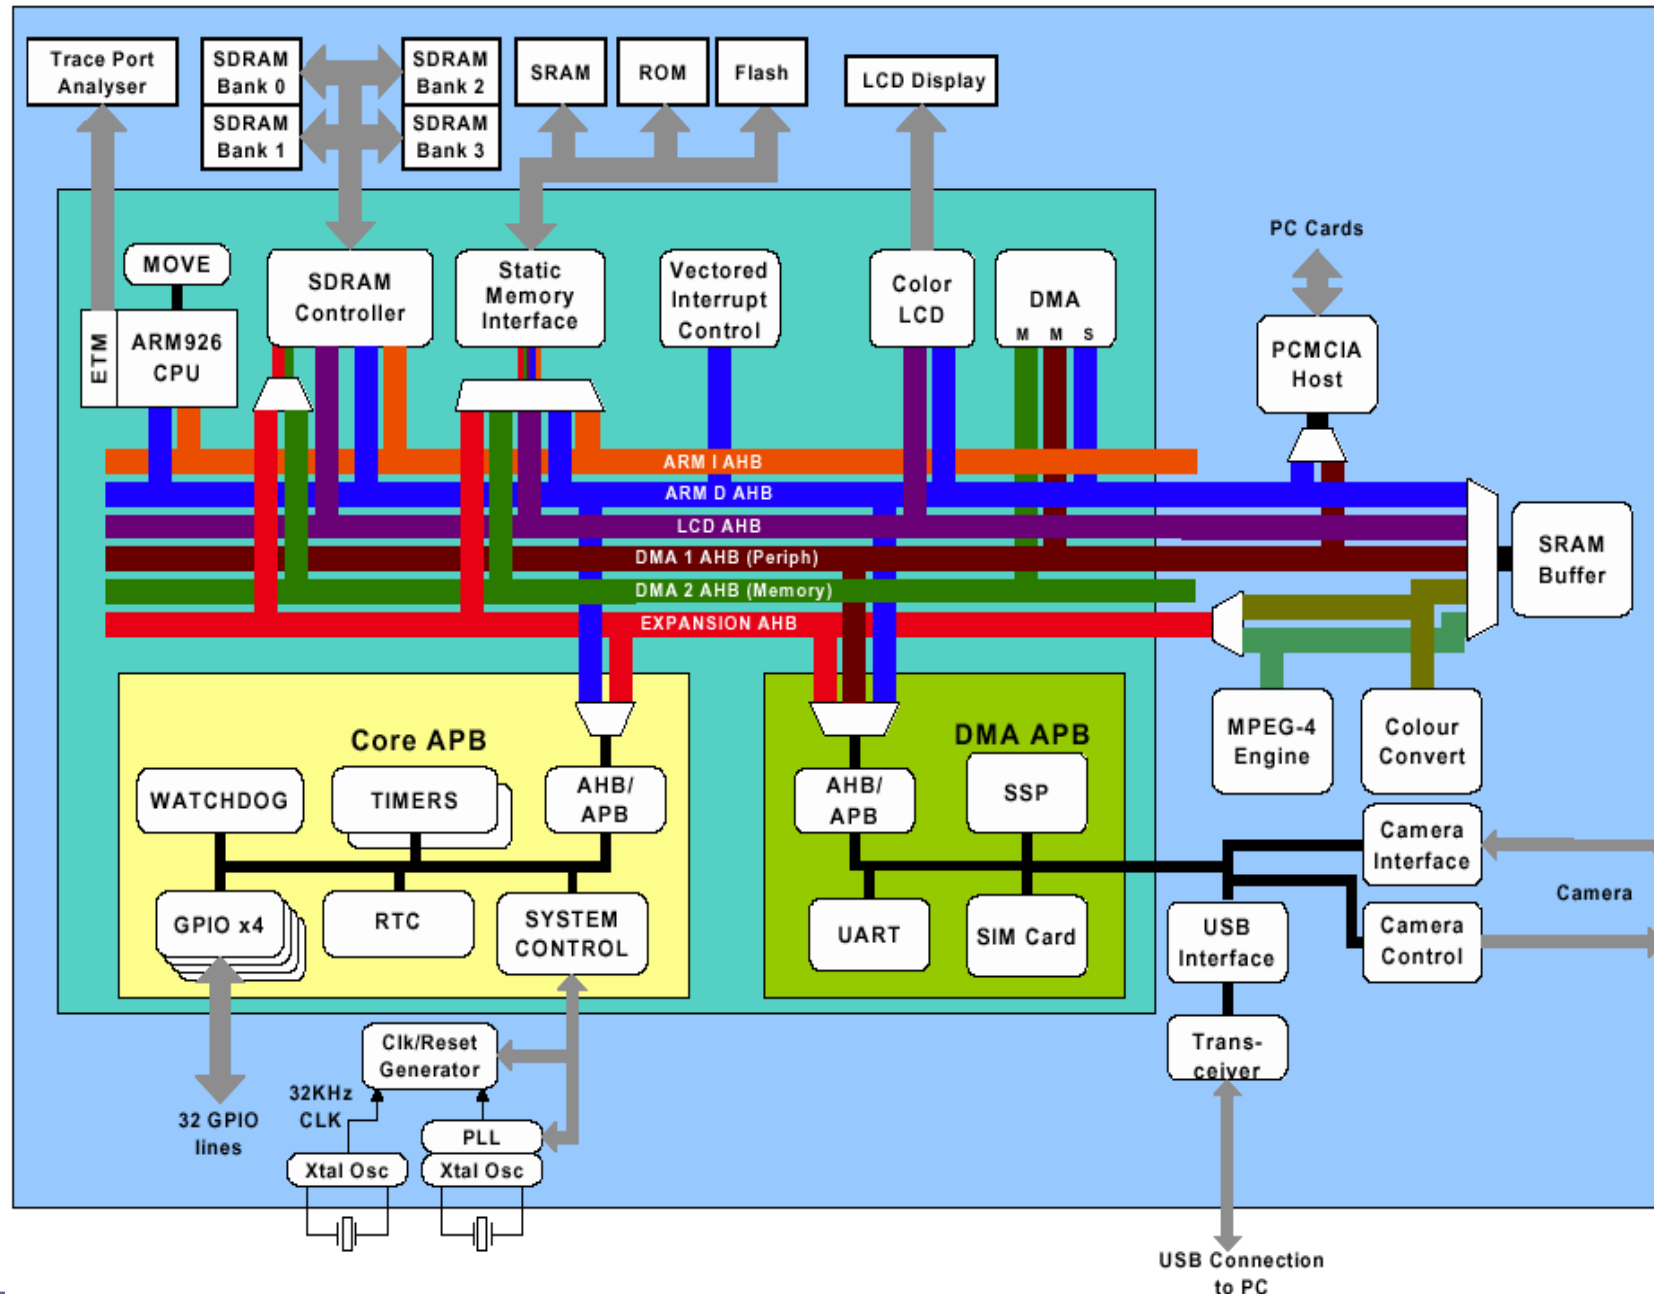 Trace Port
Analyser
SDRAM
Bank 0
SDRAM
Bank 1
SDRAM
Bank 2
SDRAM
Bank 3
SRAM
ROM
Flash
LCD Display
PC Cards
MOVE
ETM
ARM926
CPU
SDRAM
Controller
Static
Memory
Interface
Vectored
Interrupt
Control
Color
LCD
DMA
M M S
PCMCIA
Host
ARM I AHB
ARM D AHB
LCD AHB
DMA 1 AHB (Periph)
DMA 2 AHB (Memory)
EXPANSION AHB
SRAM
Buffer
MPEG-4
Engine
Colour
Convert
Core APB
WATCHDOG
TIMERS
AHB/
APB
GPIO x4
RTC
SYSTEM
CONTROL
DMA APB
AHB/
APB
SSP
UART
SIM Card
Camera
Interface
Camera
Camera
Control
USB
Interface
Trans-
ceiver
Clk/Reset
Generator
32KHz
CLK
PLL
Xtal Osc
Xtal Osc
32 GPIO
lines
USB Connection
to PC